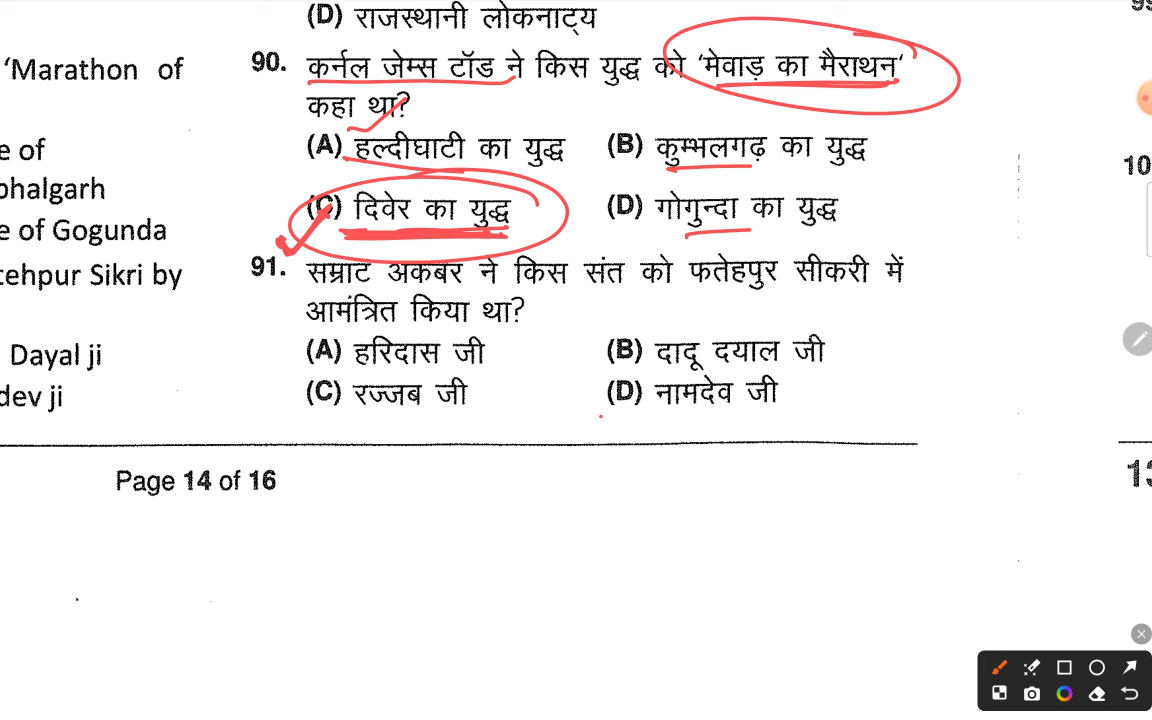 (D) राजस्थानी लोकनाट्य
‘Marathon of
90. कर्नल जेम्स टॉड ने किस युद्ध को ‘मेवाड़ का मैराथन’
कहा था?
e of
(A) हल्दीघाटी का युद्ध (B) कुम्भलगढ़ का युद्ध
bhalgarh
(C) दिवेर का युद्ध (D) गोगुन्दा का युद्ध
e of Gogunda
91. सम्राट अकबर ने किस संत को फतेहपुर सीकरी में
tehpur Sikri by
आमंत्रित किया था?
Dayal ji
(A) हरिदास जी (B) दादू दयाल जी
dev ji
(C) रज्जब जी (D) नामदेव जी
Page 14 of 16
10